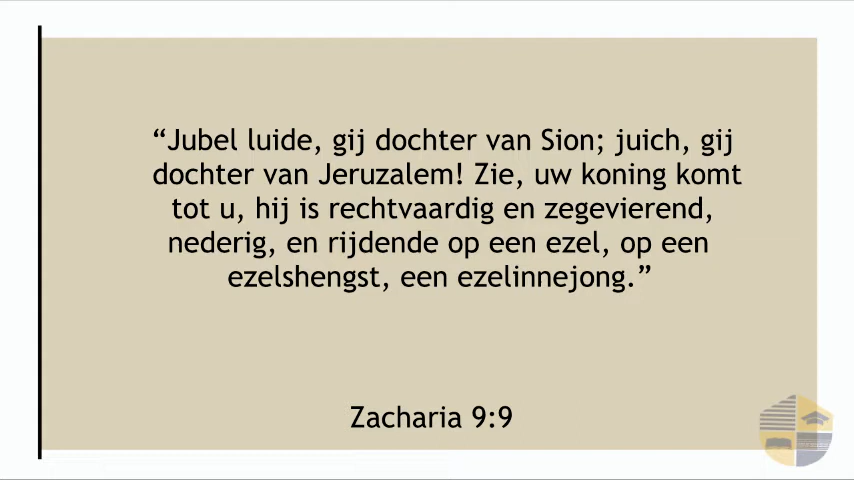 “Jubel luide, gij dochter van Sion; juich, gij
dochter van Jeruzalem! Zie, uw koning komt
tot u, hij is rechtvaardig en zegevierend,
nederig, en rijdende op een ezel, op een
ezelshengst, een ezelinnejong.”
Zacharia 9:9